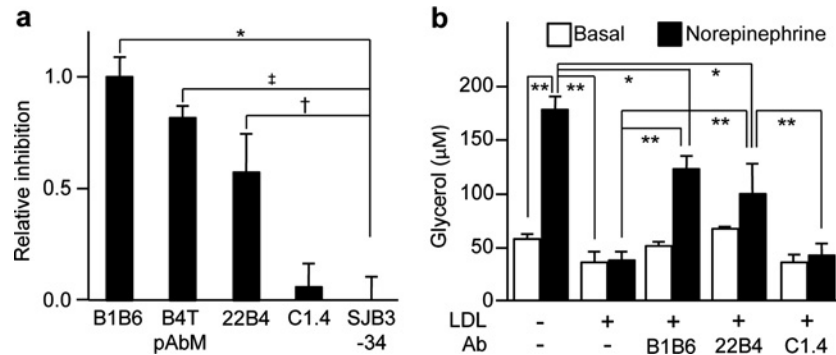 a
*
‡
†
Relative inhibition
1.0
0.5
0.0
B1B6 B4T 22B4 C1.4 SJB3
pAbM -34
b
Basal Norepinephrine
Glycerol (µM)
200
150
100
50
0
** ** * *
** ** **
LDL - + + + +
Ab - - B1B6 22B4 C1.4